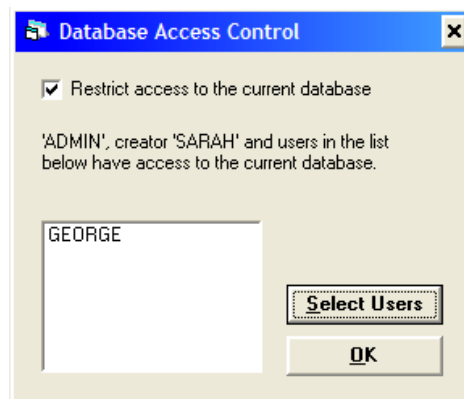 Database Access Control
Restrict access to the current database
'ADMIN', creator 'SARAH' and users in the list
below have access to the current database.
GEORGE
Select Users
OK